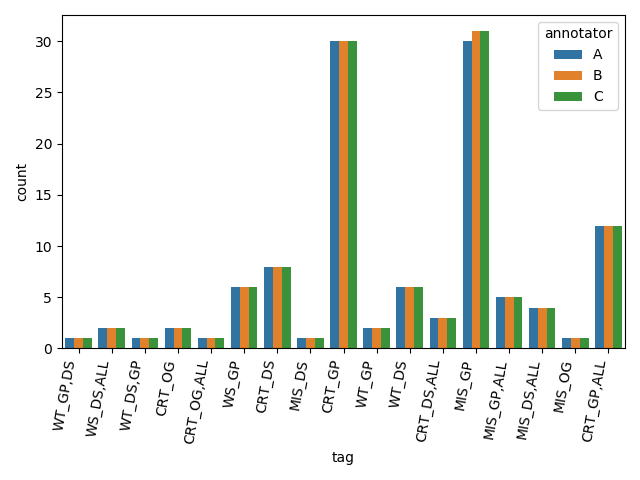 annotator
A
B
C
30
25
20
15
10
5
0
count
WT_GP,DS
WS_DS,ALL
WT_DS,GP
CRT_OG
CRT_OG,ALL
WS_GP
CRT_DS
MIS_DS
CRT_GP
WT_GP
WT_DS
CRT_DS,ALL
MIS_GP
MIS_GP,ALL
MIS_DS,ALL
MIS_OG
CRT_GP,ALL
tag